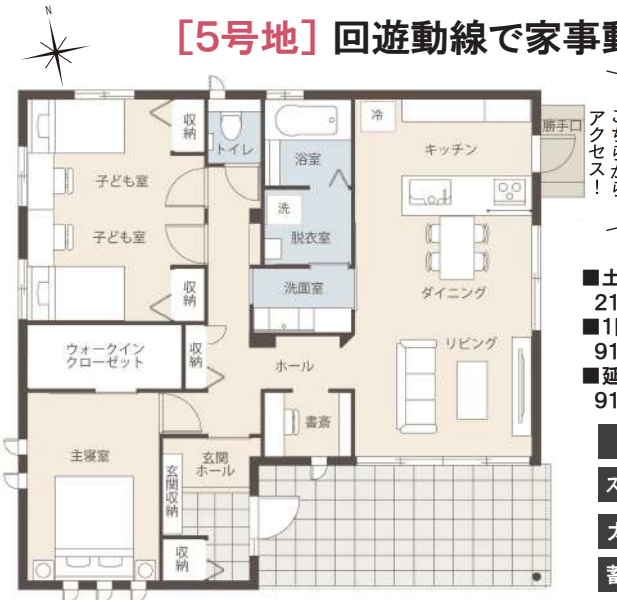 N
[5号地] 回遊動線で家事
収納
トイレ
浴室
冷
キッチン
勝手口
アクセス!
子ども室
子ども室
洗
脱衣室
収納
洗面室
ダイニング
ウォークイン
クローゼット
収納
ホール
リビング
書斎
主寝室
玄関
ホール
玄関収納
収納
■土
21
■1
91
■延
91